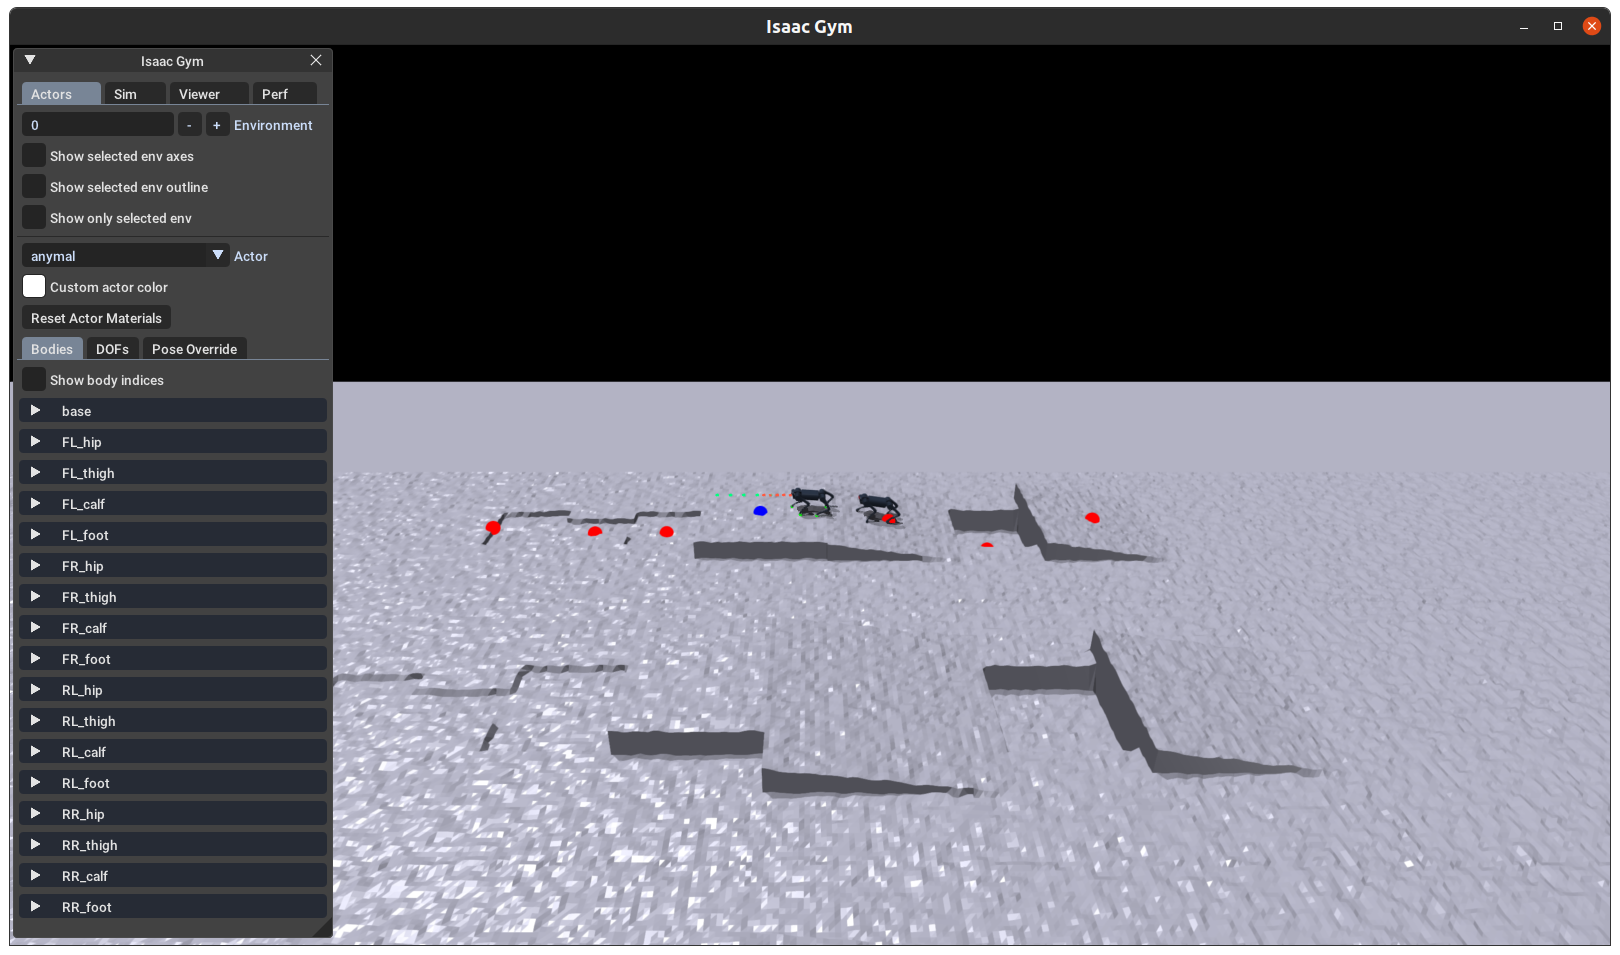 Isaac Gym
Isaac Gym
Actors Sim Viewer Perf
0 - + Environment
Show selected env axes
Show selected env outline
Show only selected env
anymal Actor
Custom actor color
Reset Actor Materials
Bodies DOFs Pose Override
Show body indices
base
FL_hip
FL_thigh
FL_calf
FL_foot
FR_hip
FR_thigh
FR_calf
FR_foot
RL_hip
RL_thigh
RL_calf
RL_foot
RR_hip
RR_thigh
RR_calf
RR_foot